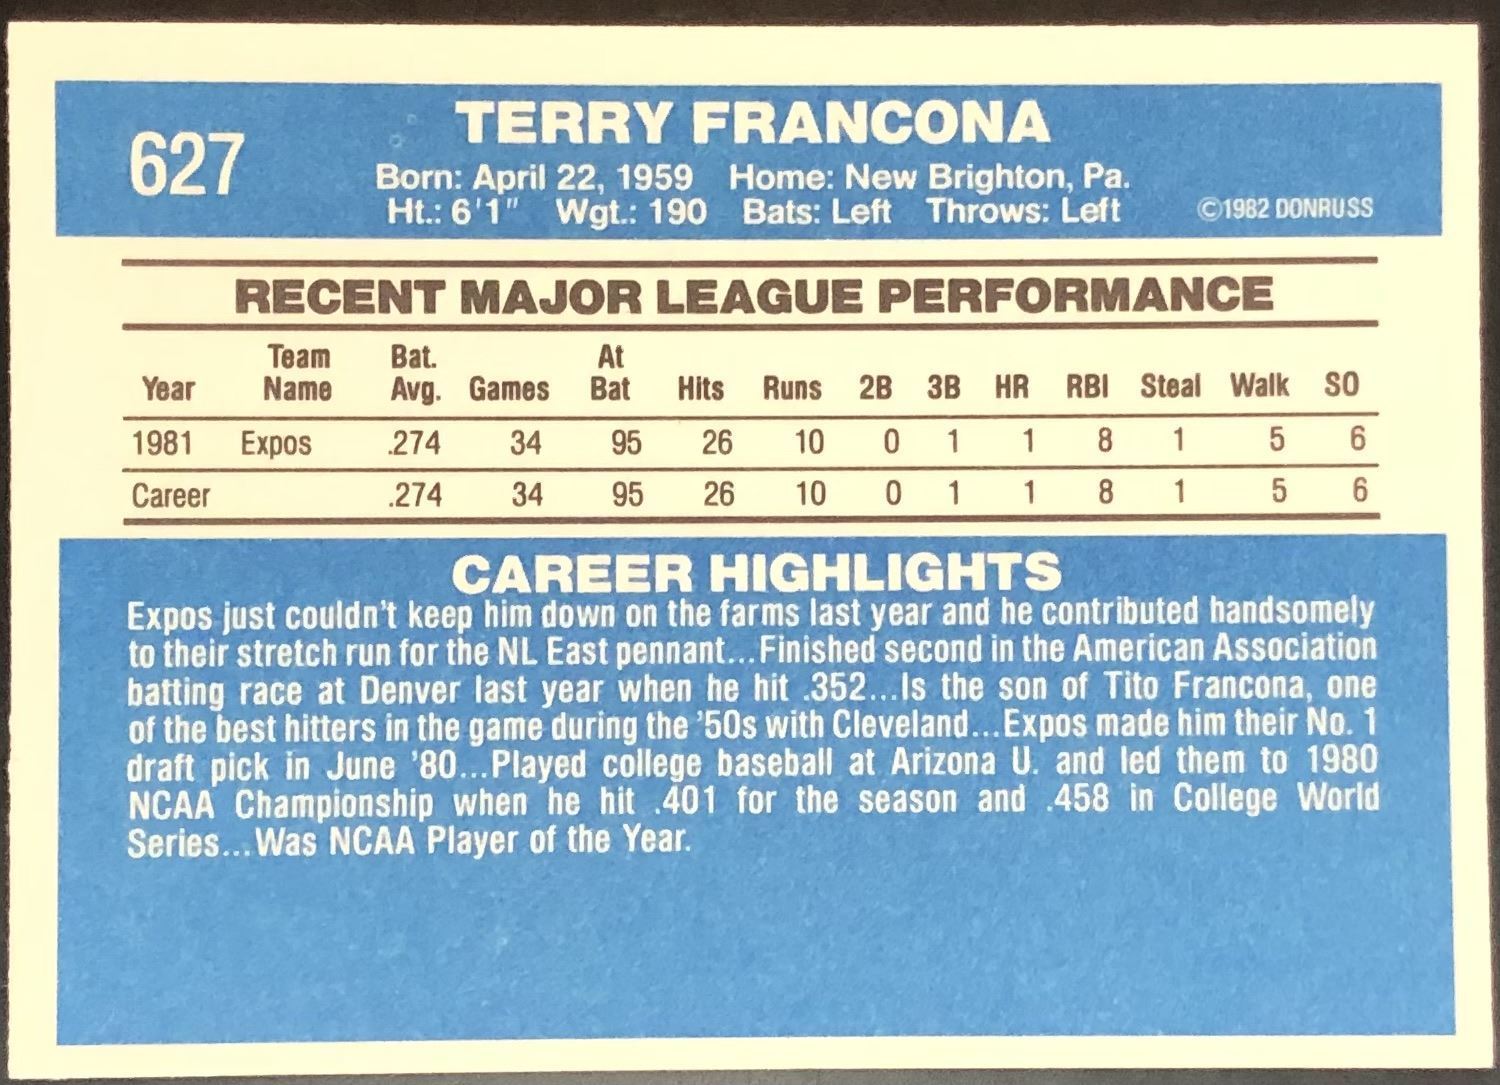 TERRY FRANCONA
627
Born: April 22, 1959 Home: New Brighton, Pa.
Ht.: 6'1" Wgt.: 190 Bats: Left Throws: Left
©1982 DONRUSS
RECENT MAJOR LEAGUE PERFORMANCE
Year Team Name Bat. Avg. Games At Bat Hits Runs 2B 3B HR RBI Steal Walk SO
1981 Expos .274 34 95 26 10 0 1 1 8 1 5 6
Career .274 34 95 26 10 0 1 1 8 1 5 6
CAREER HIGHLIGHTS
Expos just couldn't keep him down on the farms last year and he contributed handsomely
to their stretch run for the NL East pennant...Finished second in the American Association
batting race at Denver last year when he hit .352...Is the son of Tito Francona, one
of the best hitters in the game during the '50s with Cleveland...Expos made him their No. 1
draft pick in June '80...Played college baseball at Arizona U. and led them to 1980
NCAA Championship when he hit .401 for the season and .458 in College World
Series...Was NCAA Player of the Year.